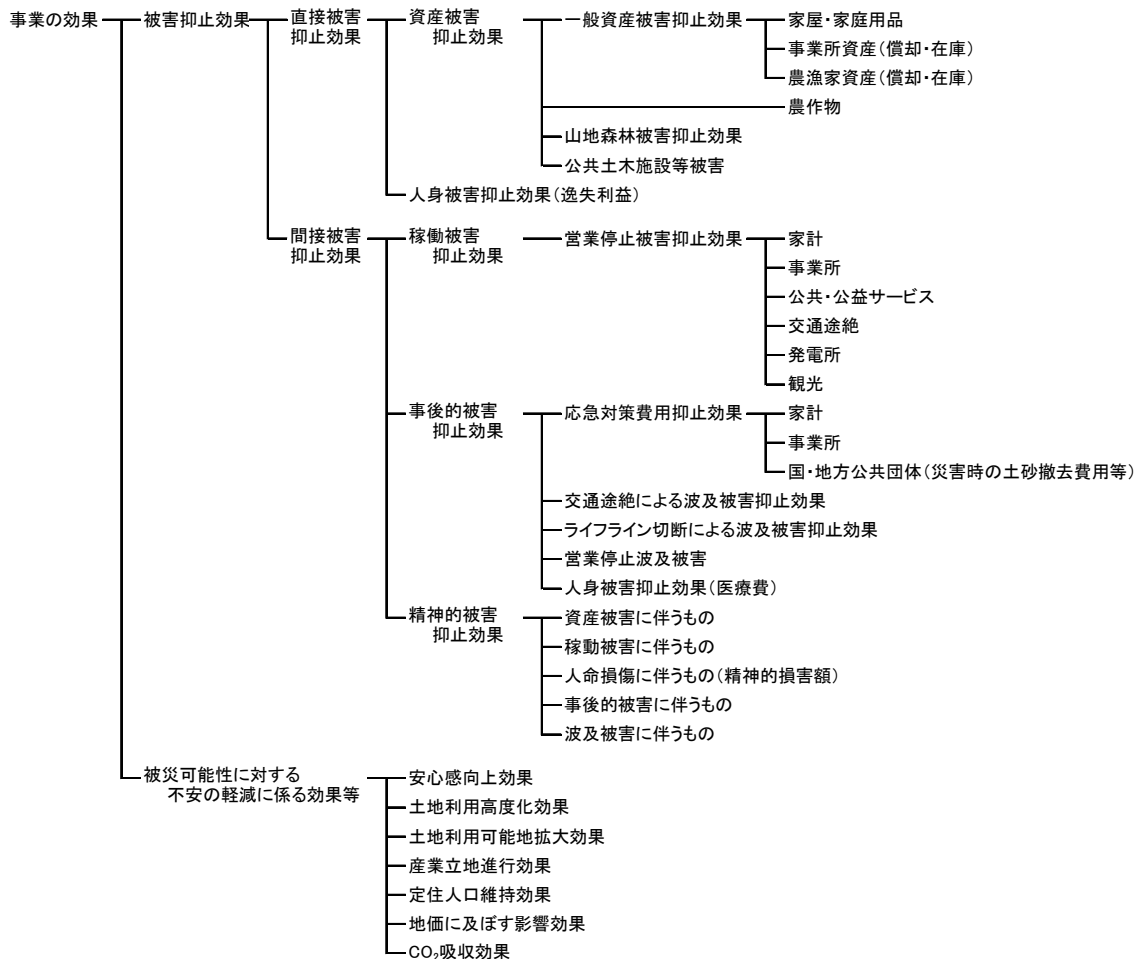 事業の効果
被害抑止効果
直接被害
抑止効果
資産被害
抑止効果
一般資産被害抑止効果
家屋・家庭用品
事業所資産(償却・在庫)
農漁家資産(償却・在庫)
農作物
山地森林被害抑止効果
公共土木施設等被害
人身被害抑止効果(逸失利益)
間接被害
抑止効果
稼働被害
抑止効果
営業停止被害抑止効果
家計
事業所
公共・公益サービス
交通途絶
発電所
観光
事後的被害
抑止効果
応急対策費用抑止効果
家計
事業所
国・地方公共団体(災害時の土砂撤去費用等)
交通途絶による波及被害抑止効果
ライフライン切断による波及被害抑止効果
営業停止波及被害
人身被害抑止効果(医療費)
精神的被害
抑止効果
資産被害に伴うもの
稼動被害に伴うもの
人命損傷に伴うもの(精神的損害額)
事後的被害に伴うもの
波及被害に伴うもの
被災可能性に対する
不安の軽減に係る効果等
安心感向上効果
土地利用高度化効果
土地利用可能地拡大効果
産業立地進行効果
定住人口維持効果
地価に及ぼす影響効果
CO₂吸収効果